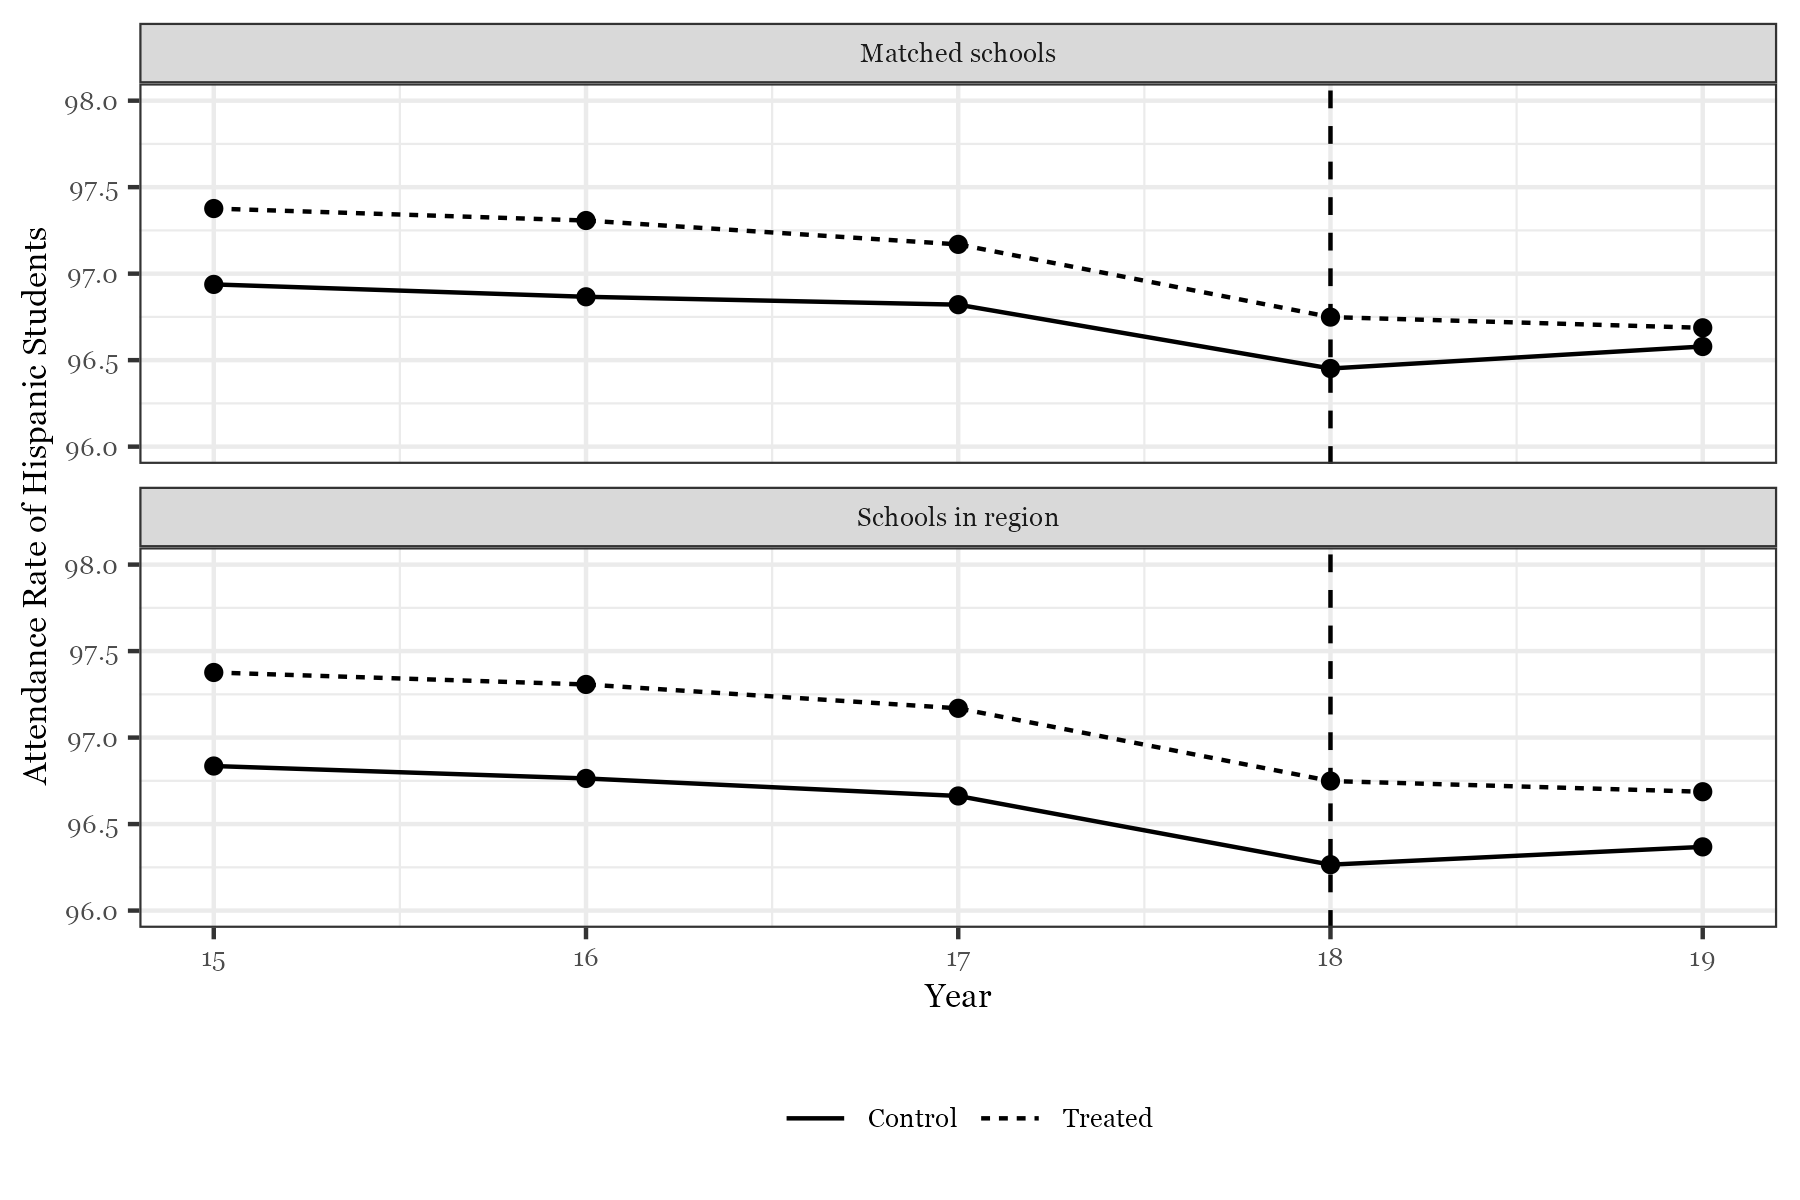 Matched schools
98.0
97.5
97.0
96.5
96.0
Schools in region
98.0
97.5
97.0
96.5
96.0
Attendance Rate of Hispanic Students
15 16 17 18 19
Year
Control Treated